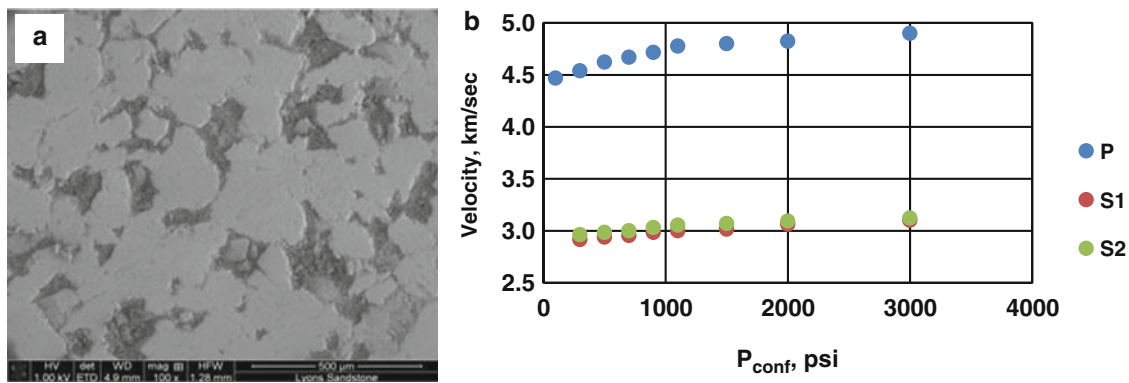 a
HV det WD mag HFW 500 µm
1.00 kV ETD 4.9 mm 100 x 1.28 mm Lyons Sandstone
b
5.0
4.5
4.0
3.5
3.0
2.5
Velocity, km/sec
0 1000 2000 3000 4000
Pconf, psi
P
S1
S2